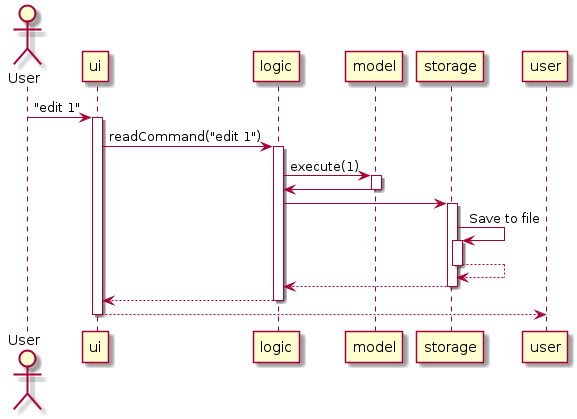 User
ui
logic
model
storage
user
"edit 1"
readCommand("edit 1")
execute(1)
Save to file
User
ui
logic
model
storage
user